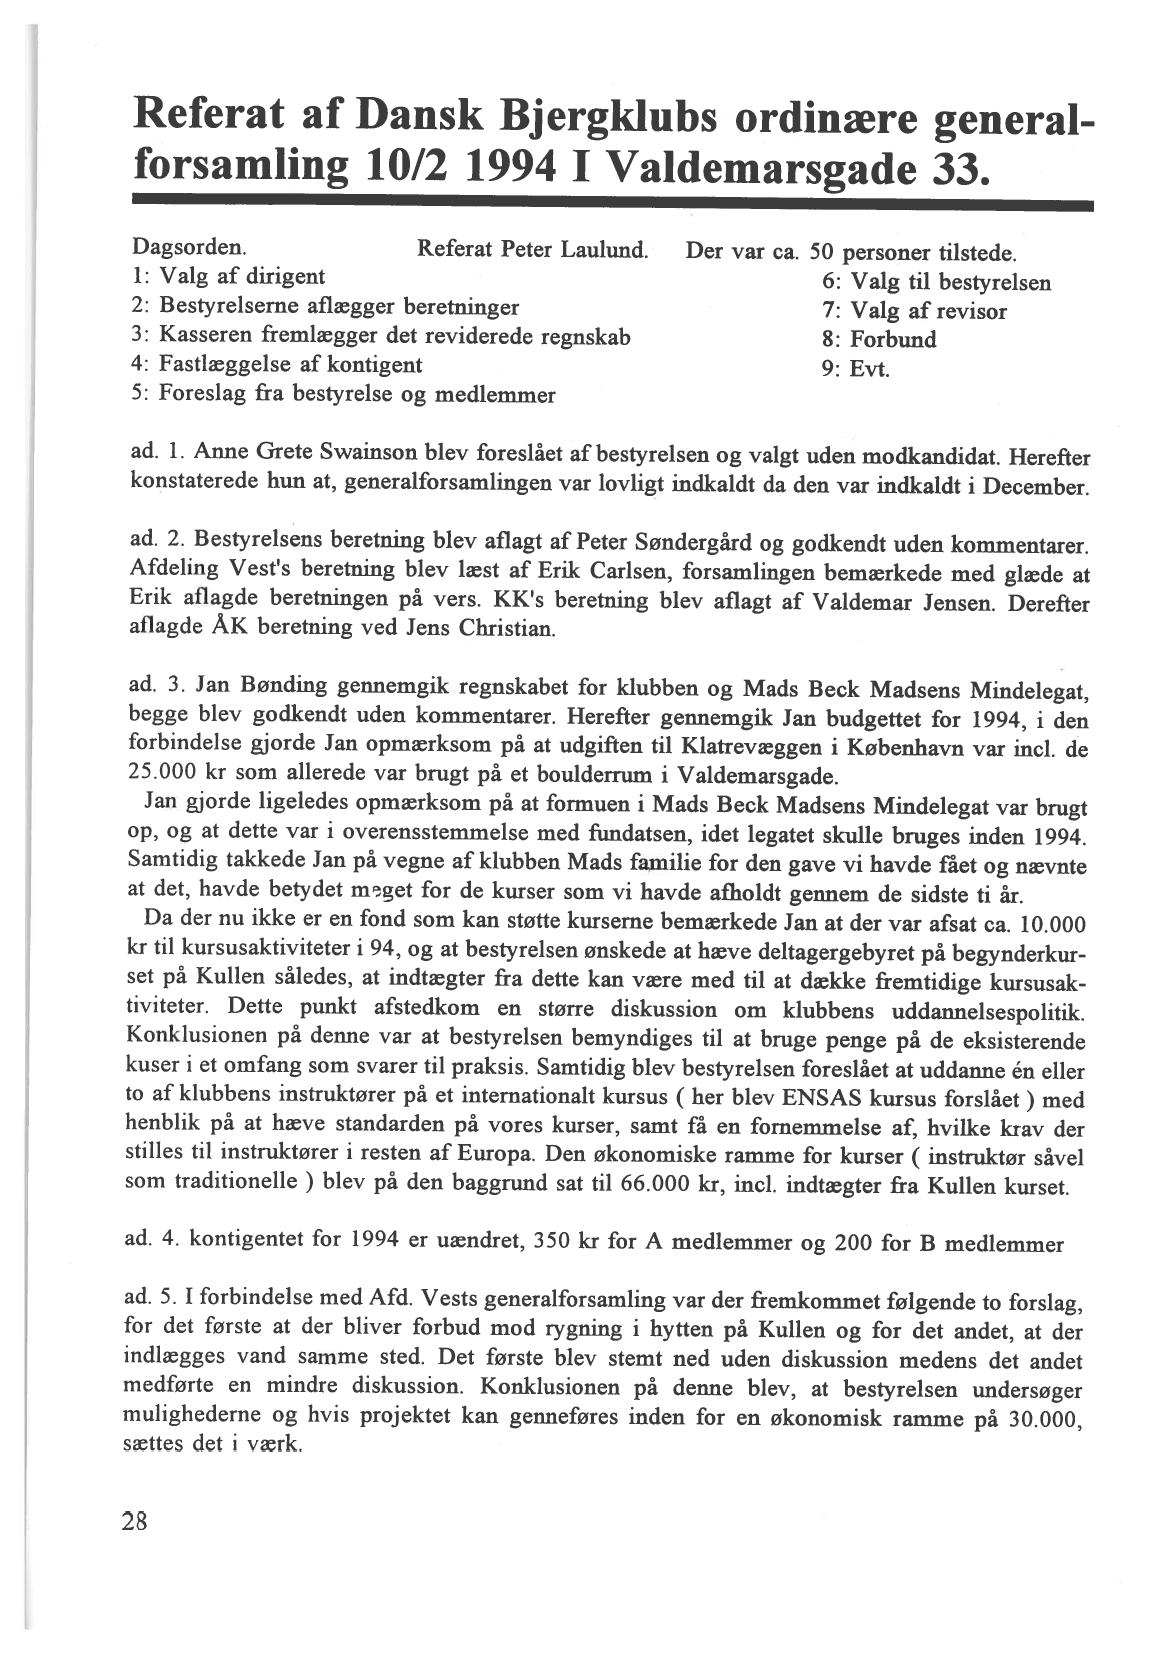 Referat af Dansk Bjergklubs ordinære general-
forsamling 10/2 1994 I Valdemarsgade 33.
Dagsorden. Referat Peter Laulund. Der var ca. 50 personer tilstede.
1: Valg af dirigent
2: Bestyrelserne aflægger beretninger
3: Kasseren fremlægger det reviderede regnskab
4: Fastlæggelse af kontigent
5: Foreslag fra bestyrelse og medlemmer
6: Valg til bestyrelsen
7: Valg af revisor
8: Forbund
9: Evt.
ad. 1. Anne Grete Swainson blev foreslået af bestyrelsen og valgt uden modkandidat. Herefter
konstaterede hun at, generalforsamlingen var lovligt indkaldt da den var indkaldt i December.
ad. 2. Bestyrelsens beretning blev aflagt af Peter Søndergård og godkendt uden kommentarer.
Afdeling Vest's beretning blev læst af Erik Carlsen, forsamlingen bemærkede med glæde at
Erik aflagde beretningen på vers. KK's beretning blev aflagt af Valdemar Jensen. Derefter
aflagde ÅK beretning ved Jens Christian.
ad. 3. Jan Bønding gennemgik regnskabet for klubben og Mads Beck Madsens Mindelegat,
begge blev godkendt uden kommentarer. Herefter gennemgik Jan budgettet for 1994, i den
forbindelse gjorde Jan opmærksom på at udgiften til Klatrevæggen i København var incl. de
25.000 kr som allerede var brugt på et boulderrum i Valdemarsgade.
Jan gjorde ligeledes opmærksom på at formuen i Mads Beck Madsens Mindelegat var brugt
op, og at dette var i overensstemmelse med fundatsen, idet legatet skulle bruges inden 1994.
Samtidig takkede Jan på vegne af klubben Mads familie for den gave vi havde fået og nævnte
at det, havde betydet meget for de kurser som vi havde afholdt gennem de sidste ti år.
Da der nu ikke er en fond som kan støtte kurserne bemærkede Jan at der var afsat ca. 10.000
kr til kursusaktiviteter i 94, og at bestyrelsen ønskede at hæve deltagergebyret på begynderkur-
set på Kullen således, at indtægter fra dette kan være med til at dække fremtidige kursusak-
tiviteter. Dette punkt afstedkom en større diskussion om klubbens uddannelsespolitik.
Konklusionen på denne var at bestyrelsen bemyndiges til at bruge penge på de eksisterende
kuser i et omfang som svarer til praksis. Samtidig blev bestyrelsen foreslået at uddanne én eller
to af klubbens instruktører på et internationalt kursus ( her blev ENSAS kursus forslået ) med
henblik på at hæve standarden på vores kurser, samt få en fornemmelse af, hvilke krav der
stilles til instruktører i resten af Europa. Den økonomiske ramme for kurser ( instruktør såvel
som traditionelle ) blev på den baggrund sat til 66.000 kr, incl. indtægter fra Kullen kurset.
ad. 4. kontigentet for 1994 er uændret, 350 kr for A medlemmer og 200 for B medlemmer
ad. 5. I forbindelse med Afd. Vests generalforsamling var der fremkommet følgende to forslag,
for det første at der bliver forbud mod rygning i hytten på Kullen og for det andet, at der
indlægges vand samme sted. Det første blev stemt ned uden diskussion medens det andet
medførte en mindre diskussion. Konklusionen på denne blev, at bestyrelsen undersøger
mulighederne og hvis projektet kan genneføres inden for en økonomisk ramme på 30.000,
sættes det i værk.
28